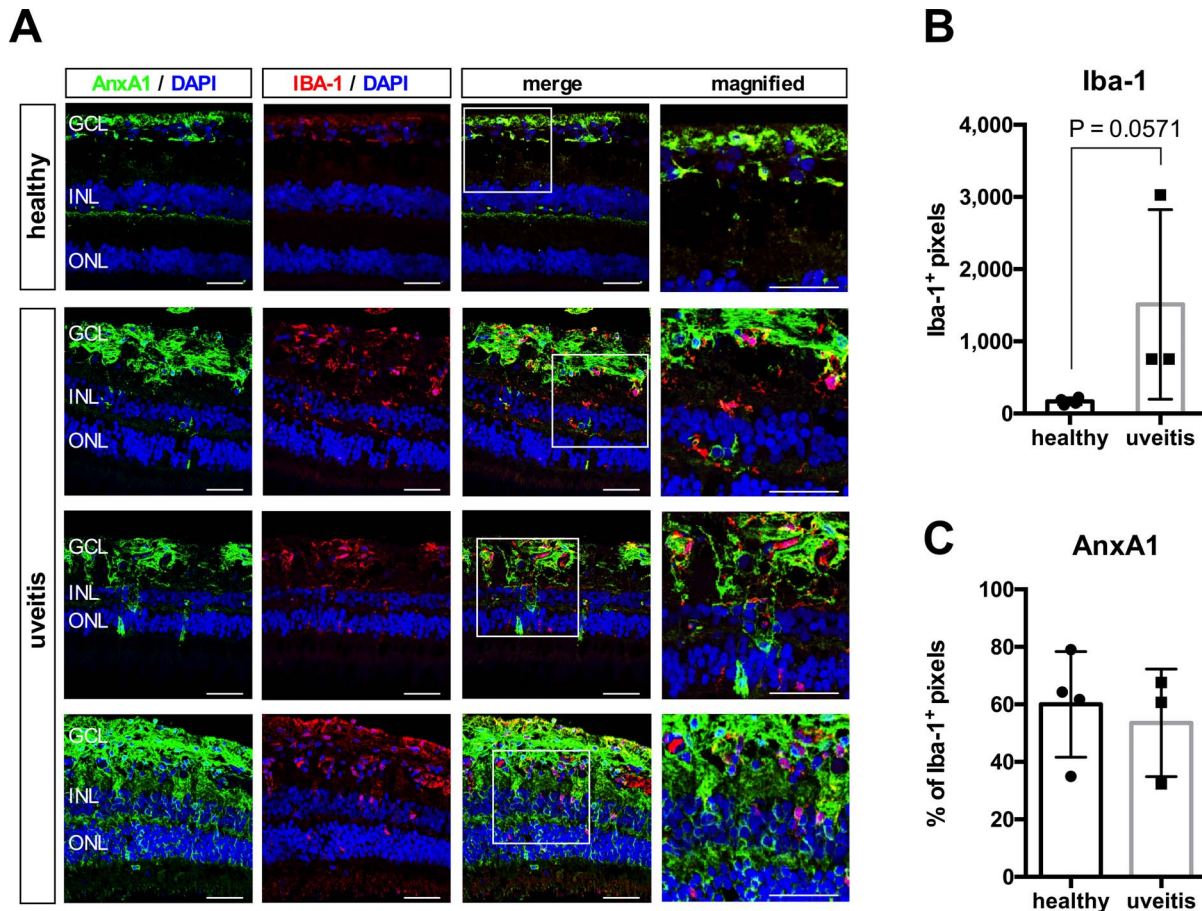 A
AnxA1 / DAPI
IBA-1 / DAPI
merge
magnified
healthy
GCL
INL
ONL
uveitis
GCL
INL
ONL
GCL
INL
ONL
GCL
INL
ONL
B
Iba-1
P = 0.0571
Iba-1⁺ pixels
4,000
3,000
2,000
1,000
0
healthy uveitis
C
AnxA1
% of Iba-1⁺ pixels
100
80
60
40
20
0
healthy uveitis